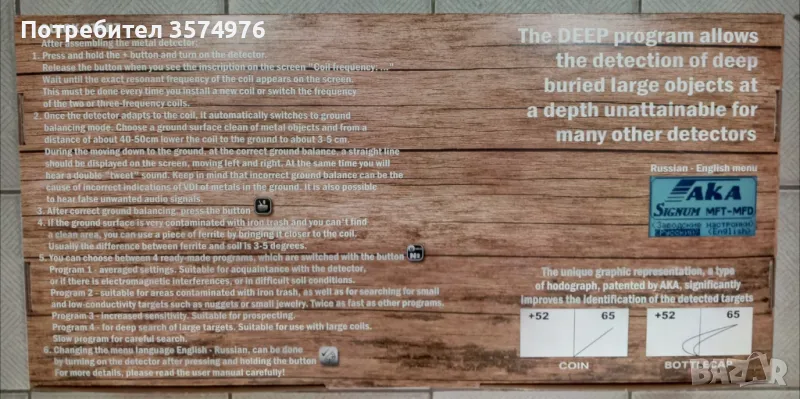 Потребител 3574976
After assembling the metal detector.
1. Press and hold the + button and turn on the detector.
Release the button when you see the inscription on the screen "Coil frequency: ..."
Wait until the exact resonant frequency of the coil appears on the screen.
This must be done every time you install a new coil or switch the frequency
of the two or three-frequency coils.
2. Once the detector adapts to the coil, it automatically switches to ground
balancing mode. Choose a ground surface clean of metal objects and from a
distance of about 40-50cm lower the coil to the ground to about 3-5 cm.
During the moving down to the ground, at the correct ground balance, a straight line
should be displayed on the screen, moving left and right. At the same time you will
hear a double "tweet" sound. Keep in mind that incorrect ground balance can be the
cause of incorrect indications of VDI of metals in the ground. It is also possible
to hear false unwanted audio signals.
3. After correct ground balancing, press the button
4. If the ground surface is very contaminated with iron trash and you can't find
a clean area, you can use a piece of ferrite by bringing it closer to the coil.
Usually the difference between ferrite and soil is 3-5 degrees.
5. You can choose between 4 ready-made programs, which are switched with the button
Program 1 - averaged settings. Suitable for acquaintance with the detector,
or if there is electromagnetic interferences, or in difficult soil conditions.
Program 2 - suitable for areas contaminated with iron trash, as well as for searching for small
and low-conductivity targets such as nuggets or small jewelry. Twice as fast as other programs.
Program 3 - increased sensitivity. Suitable for prospecting.
Program 4 - for deep search of large targets. Suitable for use with large coils.
Slow program for careful search.
6. Changing the menu language English - Russian, can be done
by turning on the detector after pressing and holding the button
For more details, please read the user manual carefully!
The DEEP program allows
the detection of deep
buried large objects at
a depth unattainable for
many other detectors
Russian - English menu
AKA
SIGNUM MFT-MFD
(Заводские настройки)
Русский (English)
The unique graphic representation, a type
of hodograph, patented by AKA, significantly
improves the identification of the detected targets
+52 65
+52 65
COIN
BOTTLECAP
BAZAR